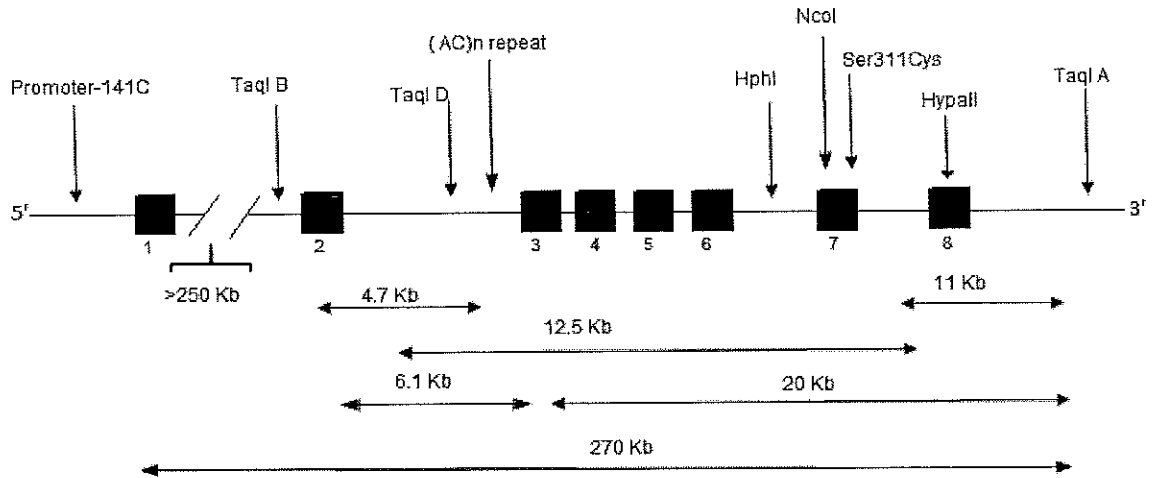 NcoI
(AC)n repeat
Ser311Cys
Promoter-141C
TaqI B
TaqI D
HphI
TaqI A
Hypall
5'
3'
1
2
3
4
5
6
7
8
>250 Kb
4.7 Kb
11 Kb
12.5 Kb
6.1 Kb
20 Kb
270 Kb